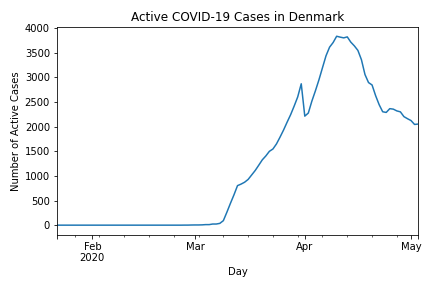 Active COVID-19 Cases in Denmark
Number of Active Cases
4000
3500
3000
2500
2000
1500
1000
500
0
Feb
2020
Mar
Apr
May
Day